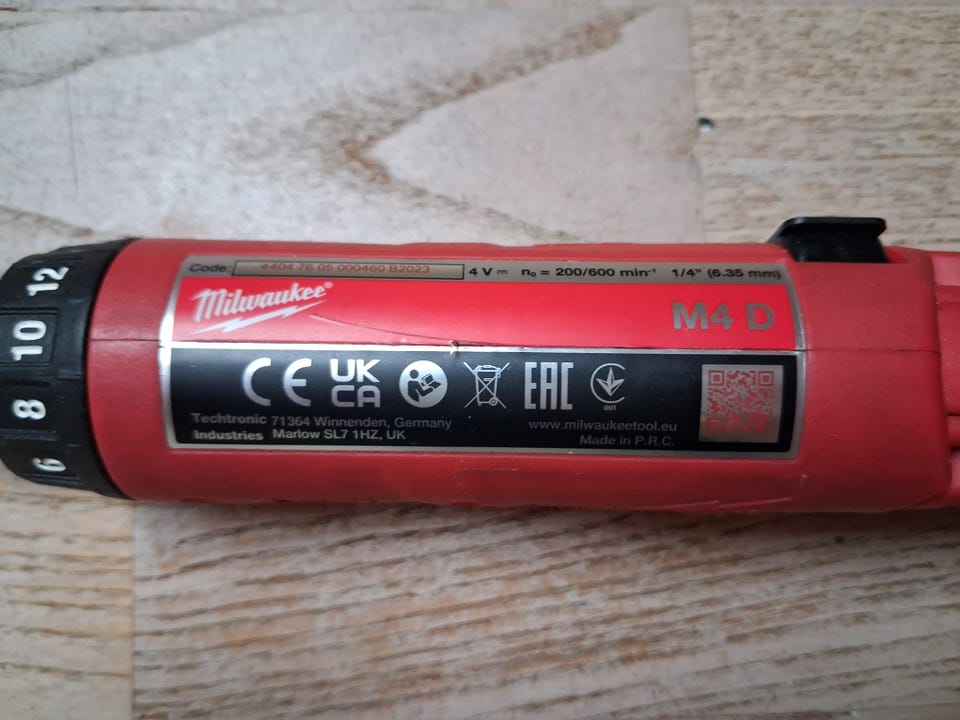 12
10
8
6
Code: 4404 76 05 000460 B2023 4 V⎓ n₀ = 200/600 min⁻¹ 1/4" (6.35 mm)
Milwaukee®
M4 D
CE UK CA EAC 001
Techtronic 71364 Winnenden, Germany
Industries Marlow SL7 1HZ, UK
www.milwaukeetool.eu
Made in P.R.C.